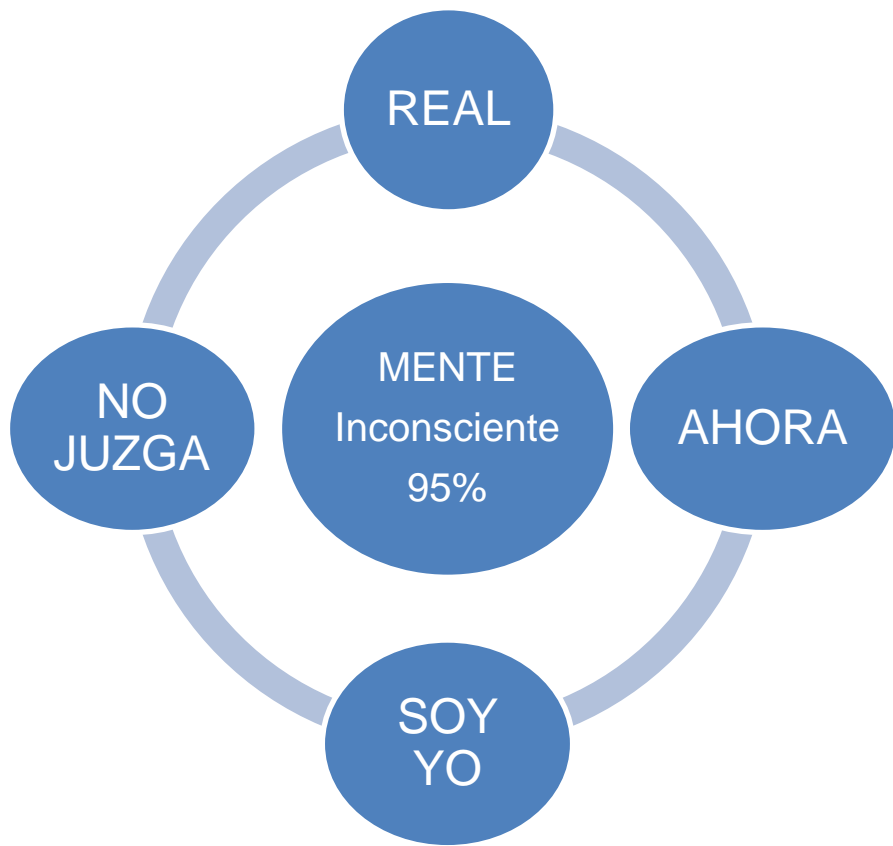 REAL
NO
JUZGA
MENTE
Inconsciente
95%
AHORA
SOY
YO